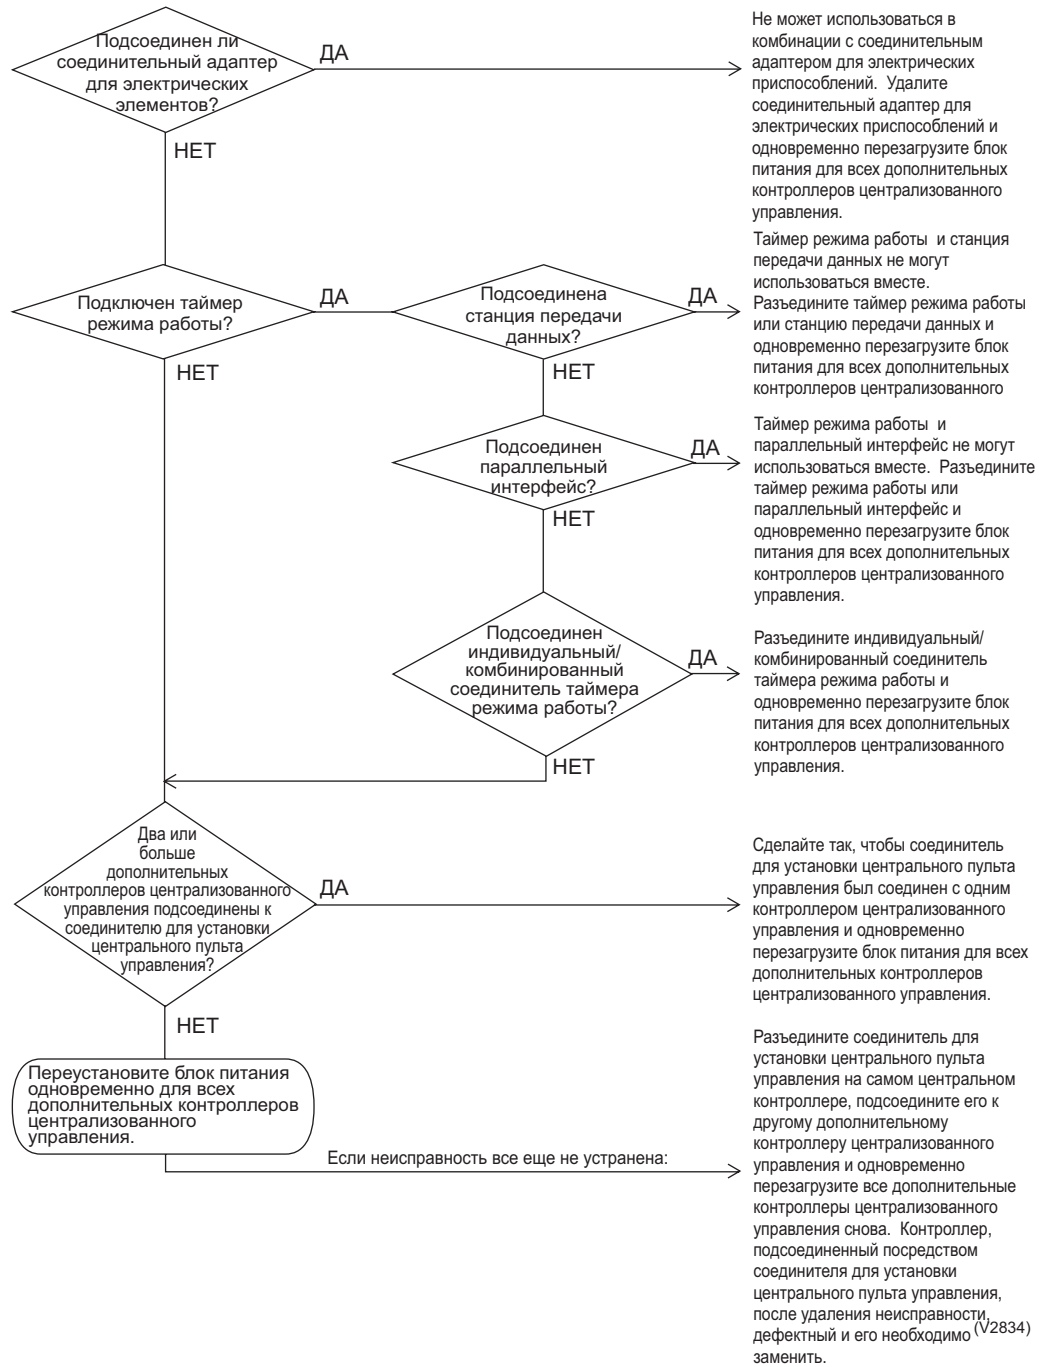 Подсоединен ли
соединительный адаптер
для электрических
элементов?
ДА
НЕТ
Не может использоваться в
комбинации с соединительным
адаптером для электрических
приспособлений. Удалите
соединительный адаптер для
электрических приспособлений и
одновременно перезагрузите блок
питания для всех дополнительных
контроллеров централизованного
управления.
Подключен таймер
режима работы?
ДА
НЕТ
Подсоединена
станция передачи
данных?
ДА
НЕТ
Таймер режима работы и станция
передачи данных не могут
использоваться вместе.
Разъедините таймер режима работы
или станцию передачи данных и
одновременно перезагрузите блок
питания для всех дополнительных
контроллеров централизованного
Подсоединен
параллельный
интерфейс?
ДА
НЕТ
Таймер режима работы и
параллельный интерфейс не могут
использоваться вместе. Разъедините
таймер режима работы или
параллельный интерфейс и
одновременно перезагрузите блок
питания для всех дополнительных
контроллеров централизованного
управления.
Подсоединен
индивидуальный/
комбинированный
соединитель таймера
режима работы?
ДА
НЕТ
Разъедините индивидуальный/
комбинированный соединитель
таймера режима работы и
одновременно перезагрузите блок
питания для всех дополнительных
контроллеров централизованного
управления.
Два или
больше
дополнительных
контроллеров централизованного
управления подсоединены к
соединителю для установки
центрального пульта
управления?
ДА
НЕТ
Сделайте так, чтобы соединитель
для установки центрального пульта
управления был соединен с одним
контроллером централизованного
управления и одновременно
перезагрузите блок питания для всех
дополнительных контроллеров
централизованного управления.
Переустановите блок питания
одновременно для всех
дополнительных контроллеров
централизованного
управления.
Если неисправность все еще не устранена:
Разъедините соединитель для
установки центрального пульта
управления на самом центральном
контроллере, подсоедините его к
другому дополнительному
контроллеру централизованного
управления и одновременно
перезагрузите все дополнительные
контроллеры централизованного
управления снова. Контроллер,
подсоединенный посредством
соединителя для установки
центрального пульта управления,
после удаления неисправности,
дефектный и его необходимо
заменить.
(V2834)